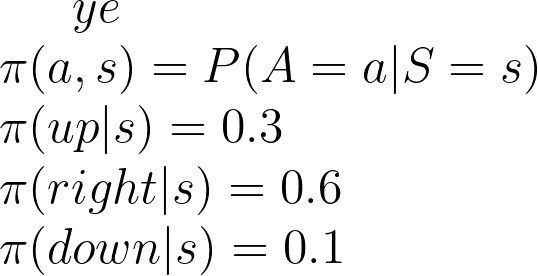 ye
π(a, s) = P(A = a|S = s)
π(up|s) = 0.3
π(right|s) = 0.6
π(down|s) = 0.1